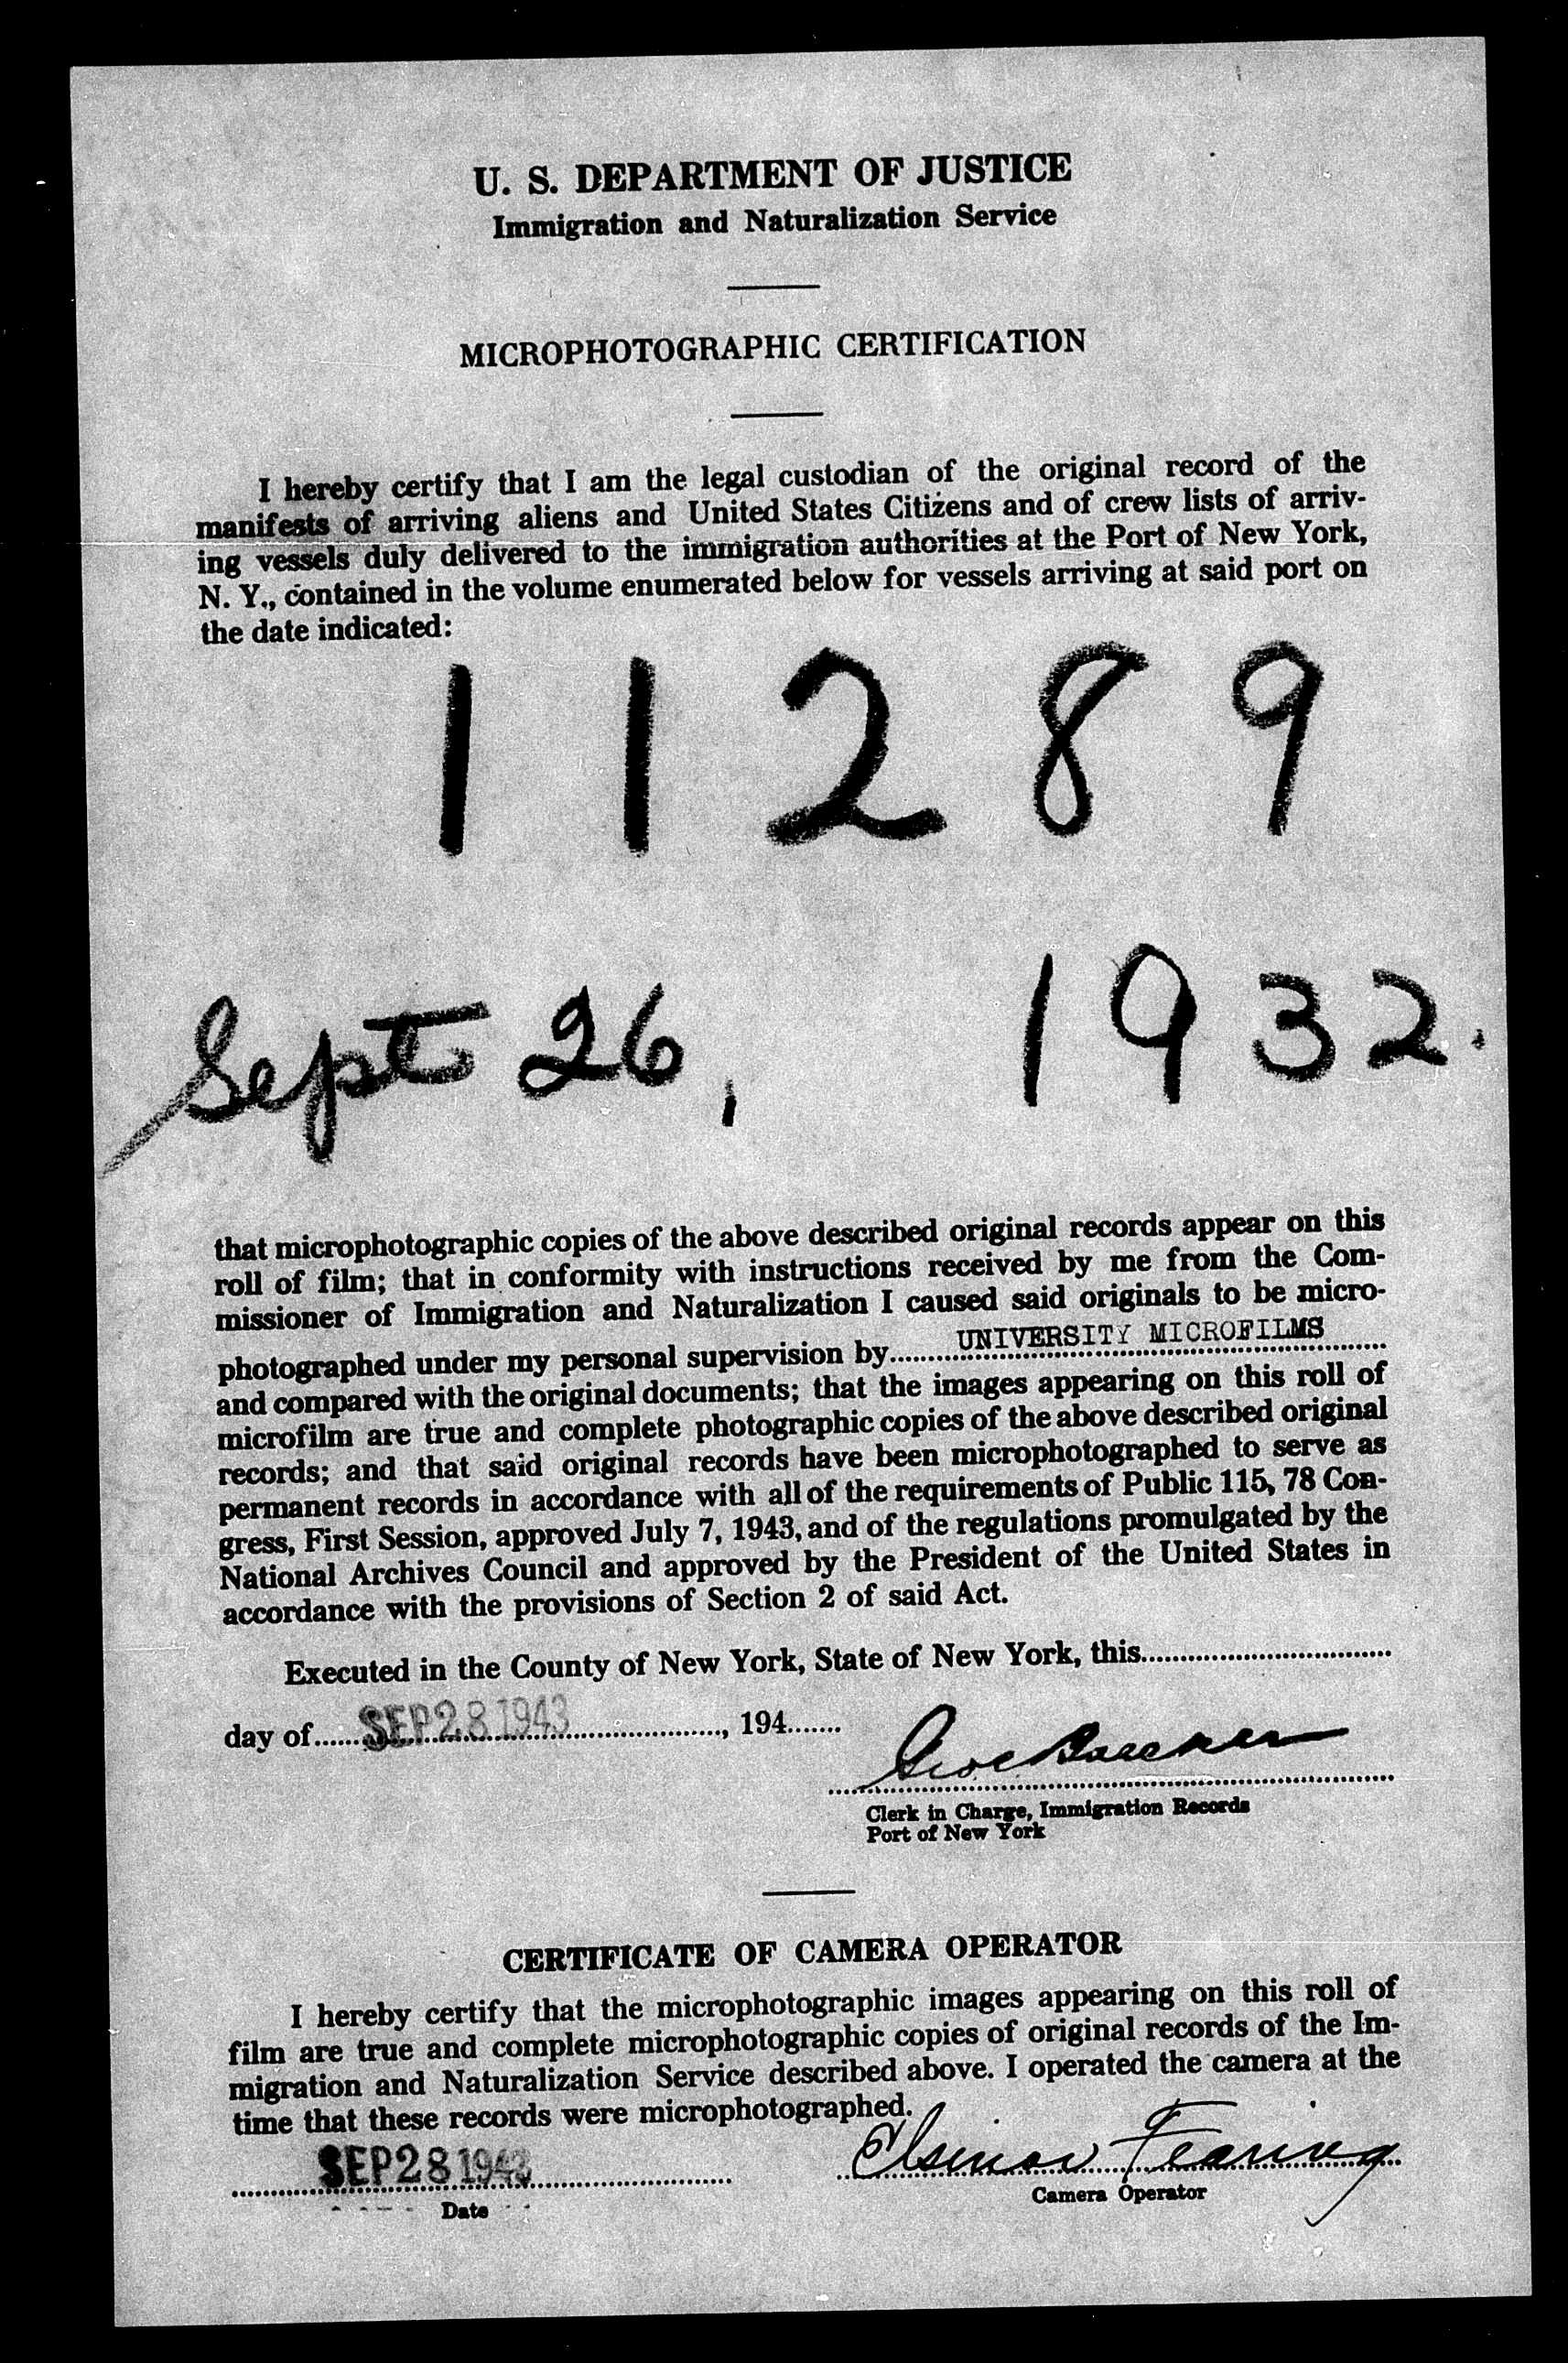 U. S. DEPARTMENT OF JUSTICE
Immigration and Naturalization Service
MICROPHOTOGRAPHIC CERTIFICATION
I hereby certify that I am the legal custodian of the original record of the
manifests of arriving aliens and United States Citizens and of crew lists of arriv-
ing vessels duly delivered to the immigration authorities at the Port of New York,
N. Y., contained in the volume enumerated below for vessels arriving at said port on
the date indicated:
11289
Sept 26, 1932.
that microphotographic copies of the above described original records appear on this
roll of film; that in conformity with instructions received by me from the Com-
missioner of Immigration and Naturalization I caused said originals to be micro-
photographed under my personal supervision by UNIVERSITY MICROFILMS
and compared with the original documents; that the images appearing on this roll of
microfilm are true and complete photographic copies of the above described original
records; and that said original records have been microphotographed to serve as
permanent records in accordance with all of the requirements of Public 115, 78 Con-
gress, First Session, approved July 7, 1943, and of the regulations promulgated by the
National Archives Council and approved by the President of the United States in
accordance with the provisions of Section 2 of said Act.
Executed in the County of New York, State of New York, this
day of SEP 28 1943, 194
Clerk in Charge, Immigration Records
Port of New York
CERTIFICATE OF CAMERA OPERATOR
I hereby certify that the microphotographic images appearing on this roll of
film are true and complete microphotographic copies of original records of the Im-
migration and Naturalization Service described above. I operated the camera at the
time that these records were microphotographed.
SEP 28 1943 Fearing
Date
Camera Operator